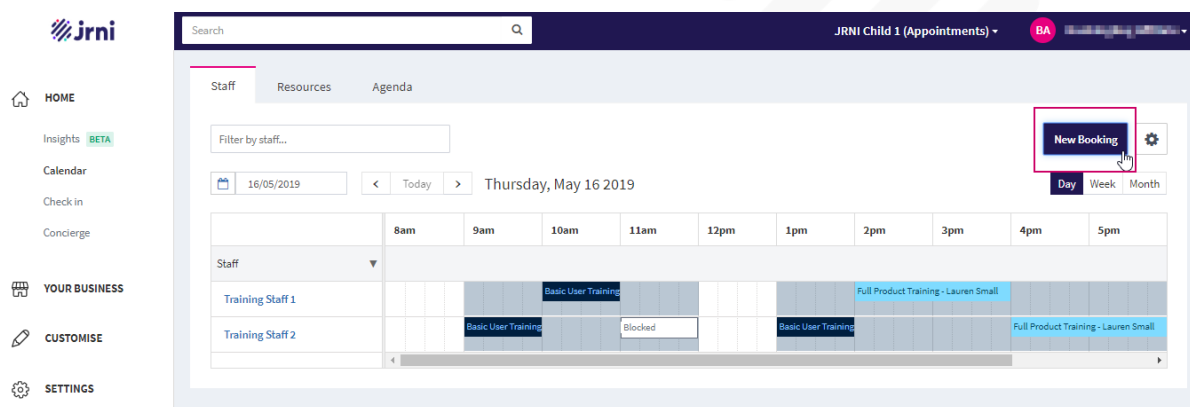 jrni
Search
JRNI Child 1 (Appointments)
BA
HOME
Insights BETA
Calendar
Check in
Concierge
YOUR BUSINESS
CUSTOMISE
SETTINGS
Staff Resources Agenda
Filter by staff...
New Booking
16/05/2019 < Today > Thursday, May 16 2019 Day Week Month
8am 9am 10am 11am 12pm 1pm 2pm 3pm 4pm 5pm
Staff
Training Staff 1 Basic User Training Full Product Training - Lauren Small
Training Staff 2 Basic User Training Blocked Basic User Training Full Product Training - Lauren Small